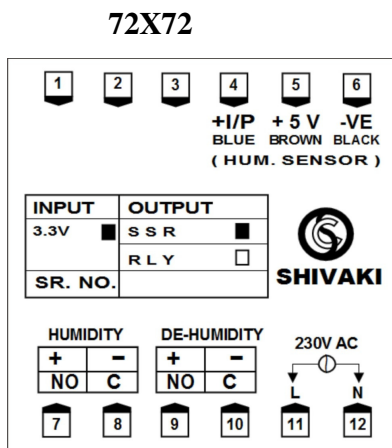 72X72
1 2 3 4 5 6
+I/P + 5 V -VE
BLUE BROWN BLACK
( HUM. SENSOR )
INPUT OUTPUT
3.3V SSR
RLY
SR. NO.
SHIVAKI
HUMIDITY DE-HUMIDITY 230V AC
+ − + −
NO C NO C L N
7 8 9 10 11 12